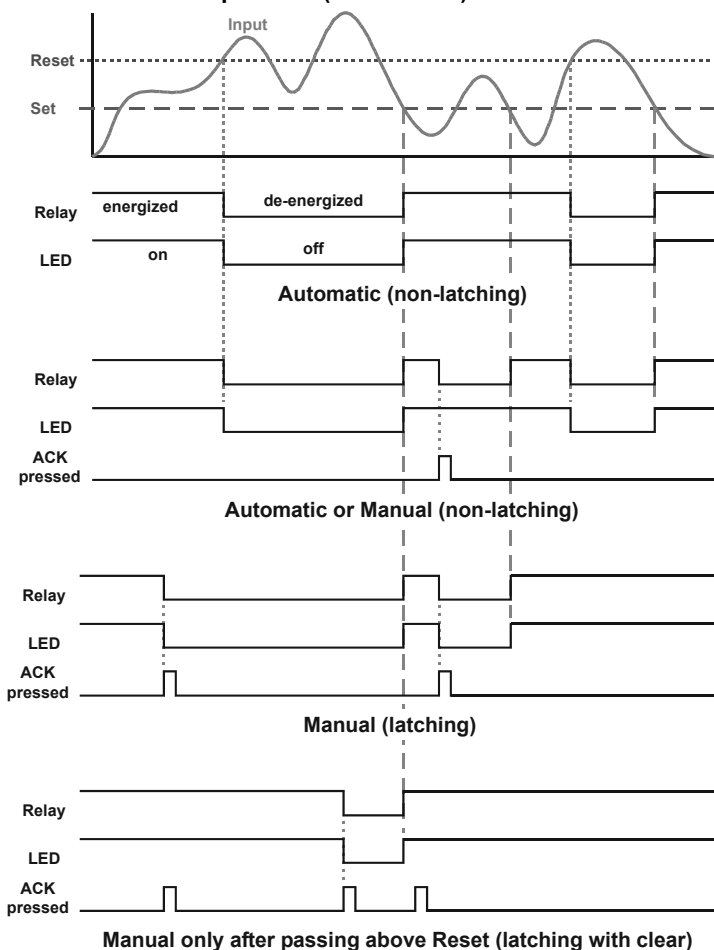 Input
Reset
Set
Relay energized de-energized
LED on off
Automatic (non-latching)
Relay
LED
ACK
pressed
Automatic or Manual (non-latching)
Relay
LED
ACK
pressed
Manual (latching)
Relay
LED
ACK
pressed
Manual only after passing above Reset (latching with clear)